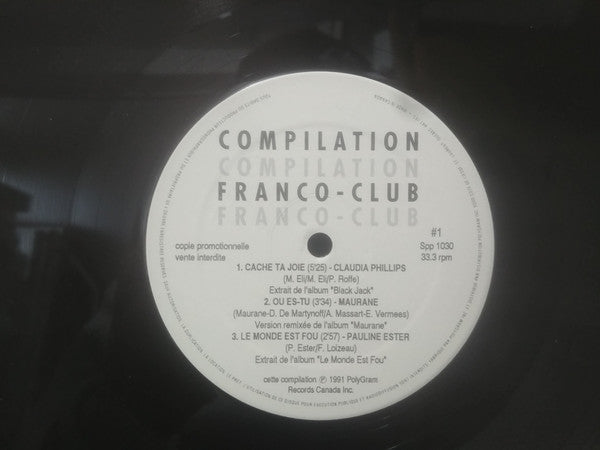 COMPILATION
COMPILATION
FRANCO-CLUB
FRANCO-CLUB
#1
copie promotionnelle
Spp 1030
vente interdite
33.3 rpm
1. CACHE TA JOIE (5'25) - CLAUDIA PHILLIPS
(M. Eli/M. Eli/P. Rolfe)
Extrait de l'album "Black Jack"
2. OU ES-TU (3'34) - MAURANE
(Maurane-D. De Martynoff/A. Massart-E. Vermees)
Version remixée de l'album "Maurane"
3. LE MONDE EST FOU (2'57) - PAULINE ESTER
(P. Ester/F. Loizeau)
Extrait de l'album "Le Monde Est Fou"
cette compilation ℗ 1991 PolyGram
Records Canada Inc.